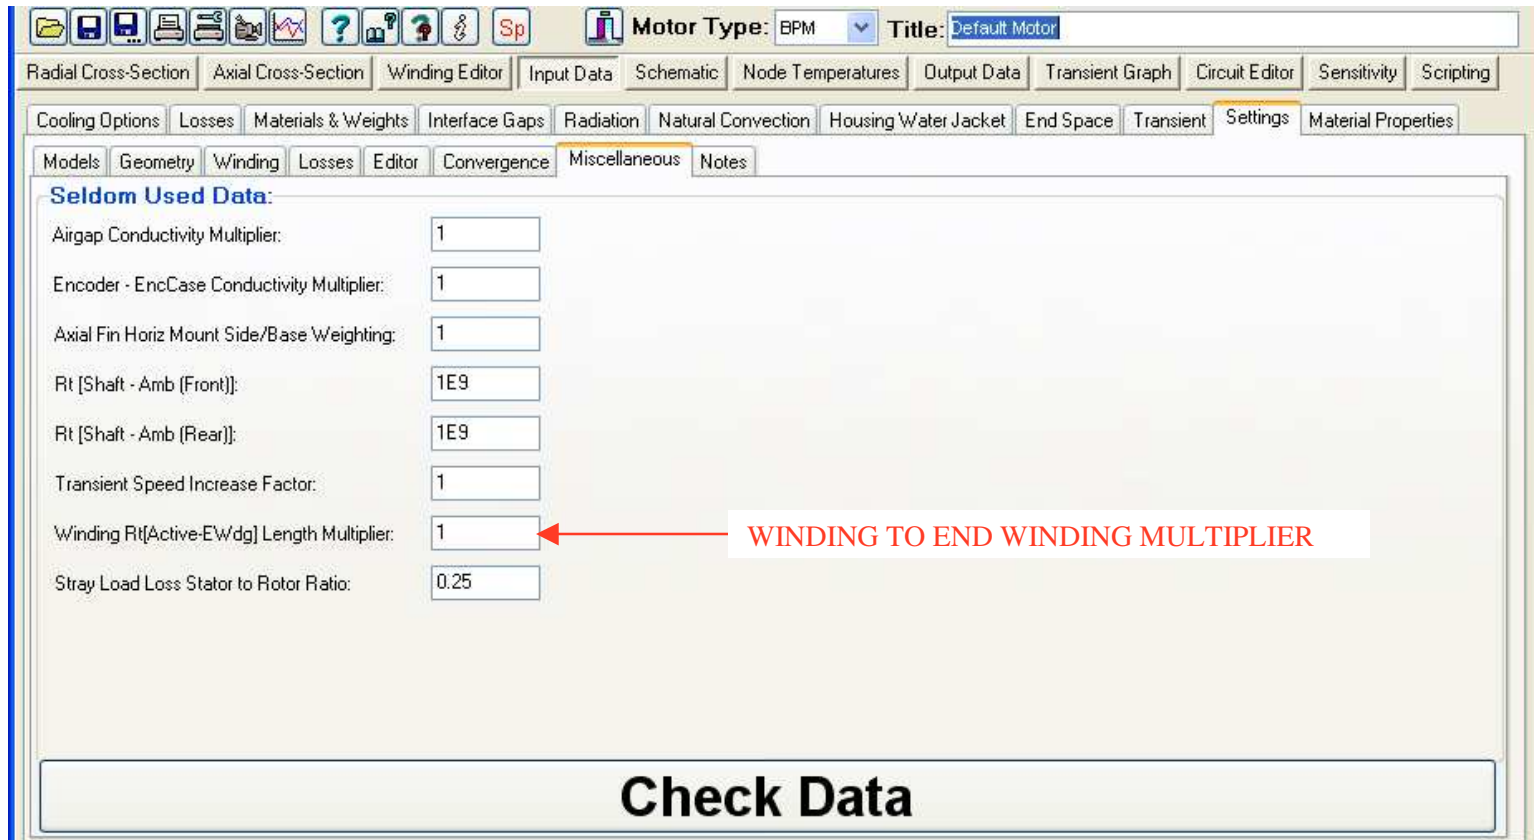 Sp Motor Type: BPM Title: Default Motor
Radial Cross-Section Axial Cross-Section Winding Editor Input Data Schematic Node Temperatures Output Data Transient Graph Circuit Editor Sensitivity Scripting
Cooling Options Losses Materials & Weights Interface Gaps Radiation Natural Convection Housing Water Jacket End Space Transient Settings Material Properties
Models Geometry Winding Losses Editor Convergence Miscellaneous Notes
Seldom Used Data:
Airgap Conductivity Multiplier: 1
Encoder - EncCase Conductivity Multiplier: 1
Axial Fin Horiz Mount Side/Base Weighting: 1
Rt [Shaft - Amb (Front)]: 1E9
Rt [Shaft - Amb (Rear)]: 1E9
Transient Speed Increase Factor: 1
Winding Rt[Active-EWdg] Length Multiplier: 1 WINDING TO END WINDING MULTIPLIER
Stray Load Loss Stator to Rotor Ratio: 0.25
Check Data